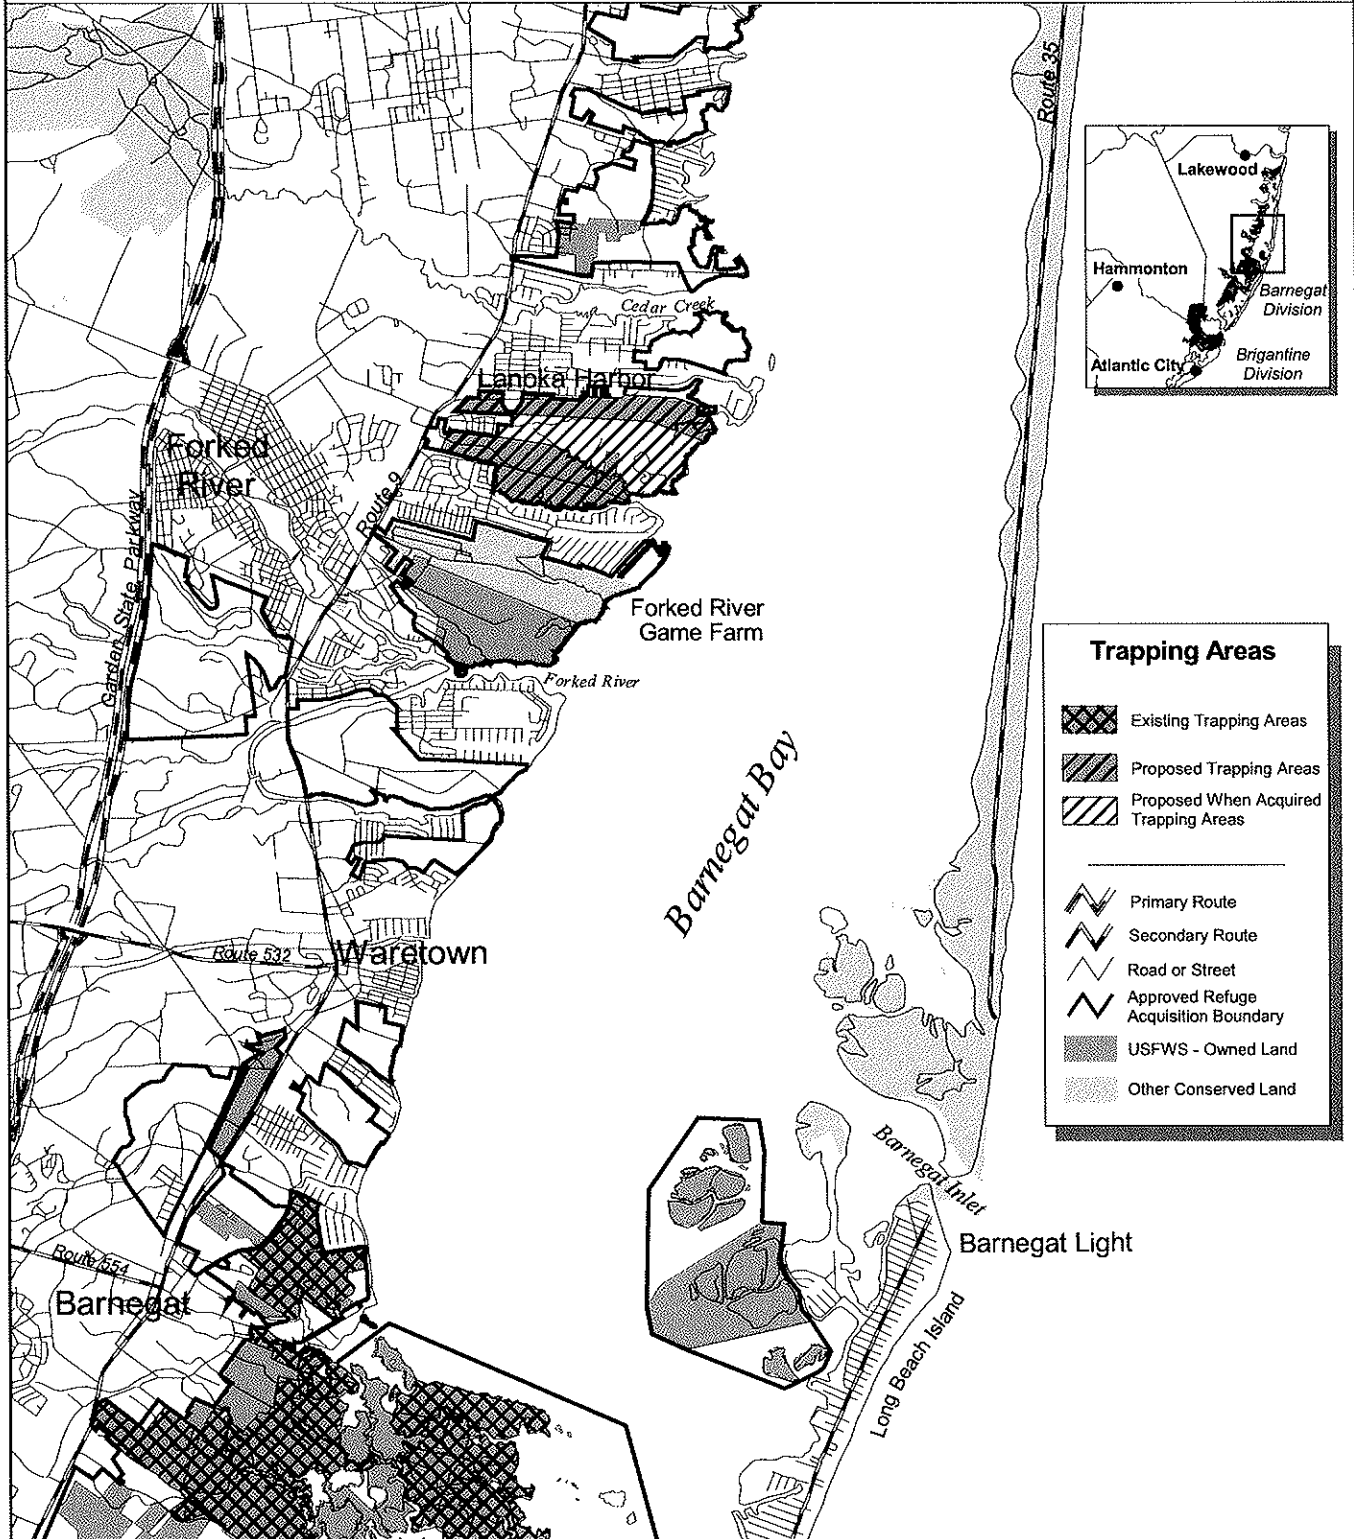 Route 35
Lakewood
Hammonton
Barnegat
Division
Atlantic City
Brigantine
Division
Cedar Creek
Lanoka Harbor
Forked
River
Route 9
Garden State Parkway
Forked River
Game Farm
Forked River
Barnegat Bay
Trapping Areas
Existing Trapping Areas
Proposed Trapping Areas
Proposed When Acquired
Trapping Areas
Primary Route
Secondary Route
Road or Street
Approved Refuge
Acquisition Boundary
USFWS - Owned Land
Other Conserved Land
Route 532
Waretown
Barnegat Inlet
Barnegat Light
Route 554
Barnegat
Long Beach Island